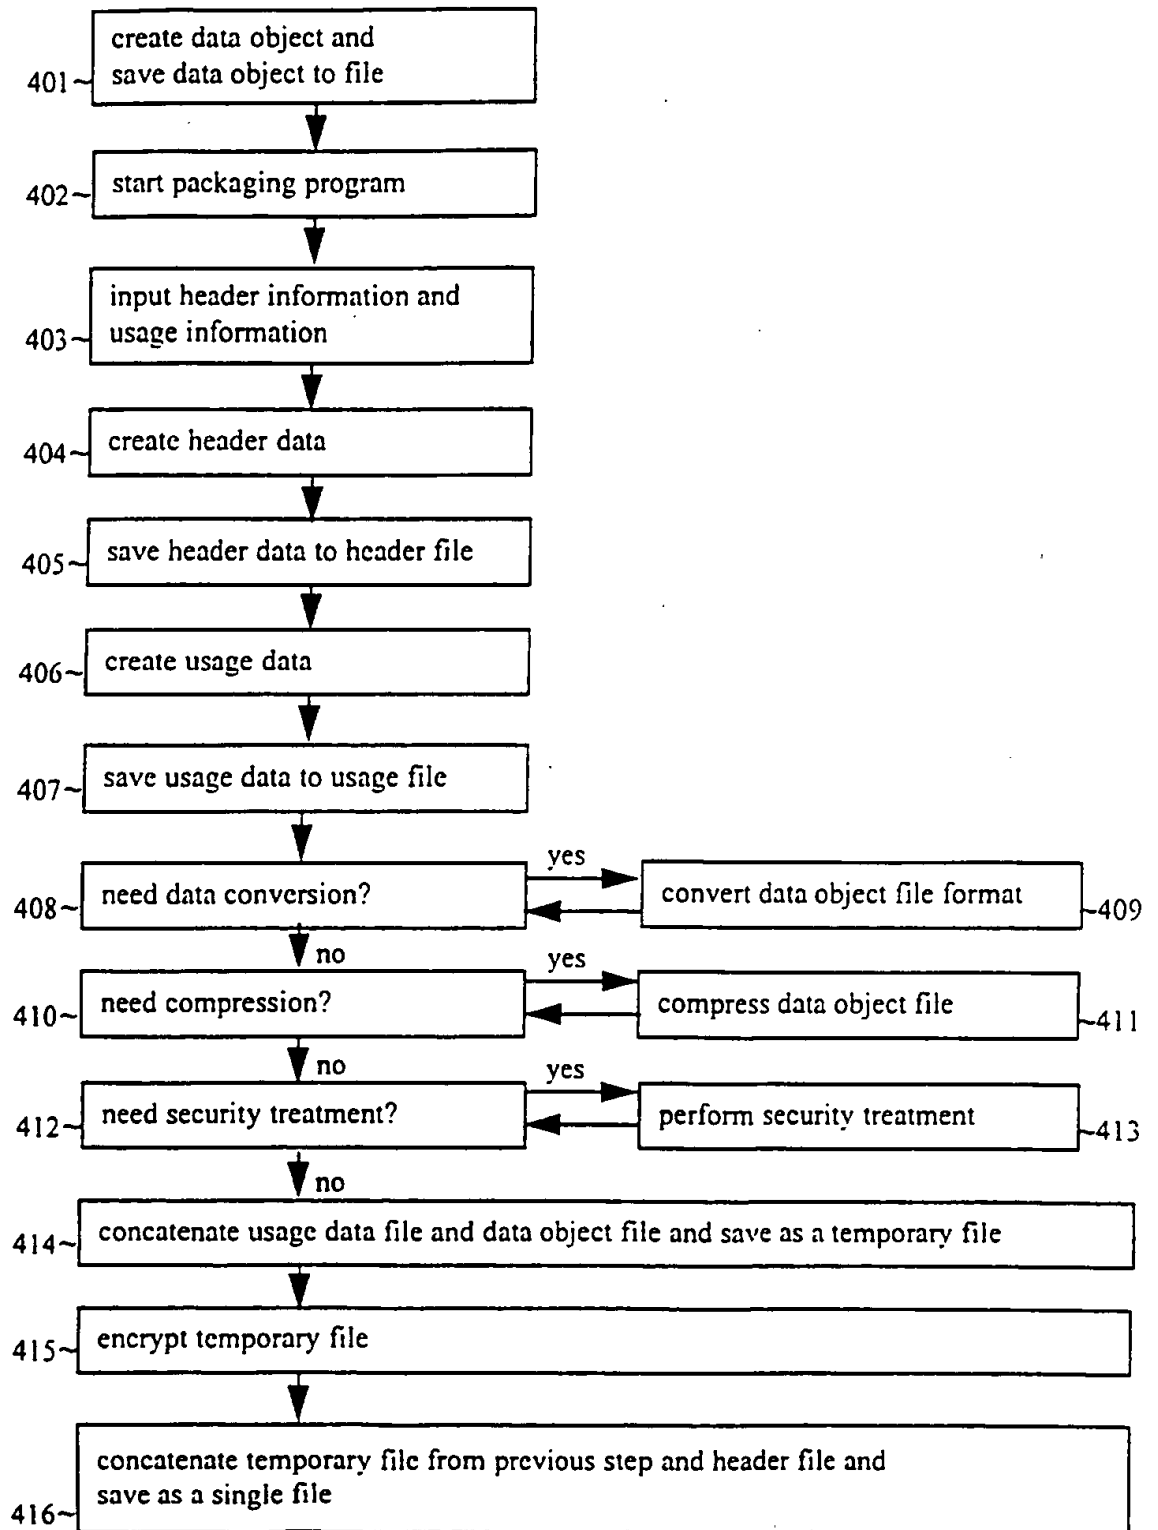 create data object and
save data object to file
401~
start packaging program
402~
input header information and
usage information
403~
create header data
404~
save header data to header file
405~
create usage data
406~
save usage data to usage file
407~
yes
need data conversion?
convert data object file format
408~
~409
no
yes
need compression?
compress data object file
410~
~411
no
yes
need security treatment?
perform security treatment
412~
~413
no
concatenate usage data file and data object file and save as a temporary file
414~
encrypt temporary file
415~
concatenate temporary file from previous step and header file and
save as a single file
416~